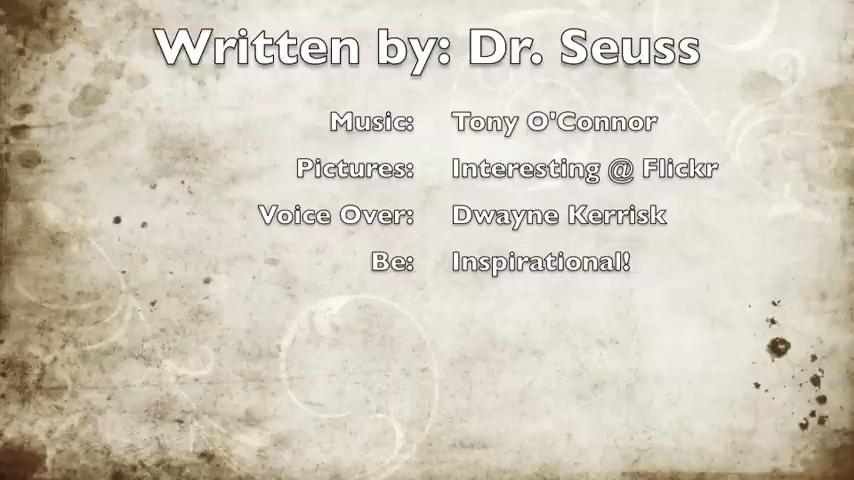 Written by: Dr. Seuss
Music: Tony O'Connor
Pictures: Interesting @ Flickr
Voice Over: Dwayne Kerrisk
Be: Inspirational!